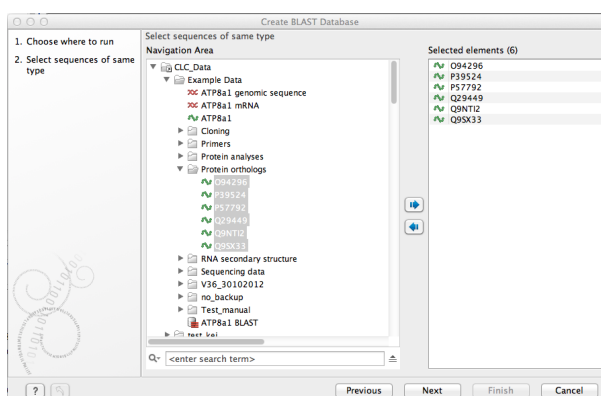 Create BLAST Database
1. Choose where to run
2. Select sequences of same
type
Select sequences of same type
Navigation Area
CLC_Data
Example Data
ATP8a1 genomic sequence
ATP8a1 mRNA
ATP8a1
Cloning
Primers
Protein analyses
Protein orthologs
O94296
P39524
P57792
Q29449
Q9NTI2
Q9SX33
RNA secondary structure
Sequencing data
V36_30102012
no_backup
Test_manual
ATP8a1 BLAST
test_kei
<enter search term>
Selected elements (6)
O94296
P39524
P57792
Q29449
Q9NTI2
Q9SX33
?
Previous
Next
Finish
Cancel